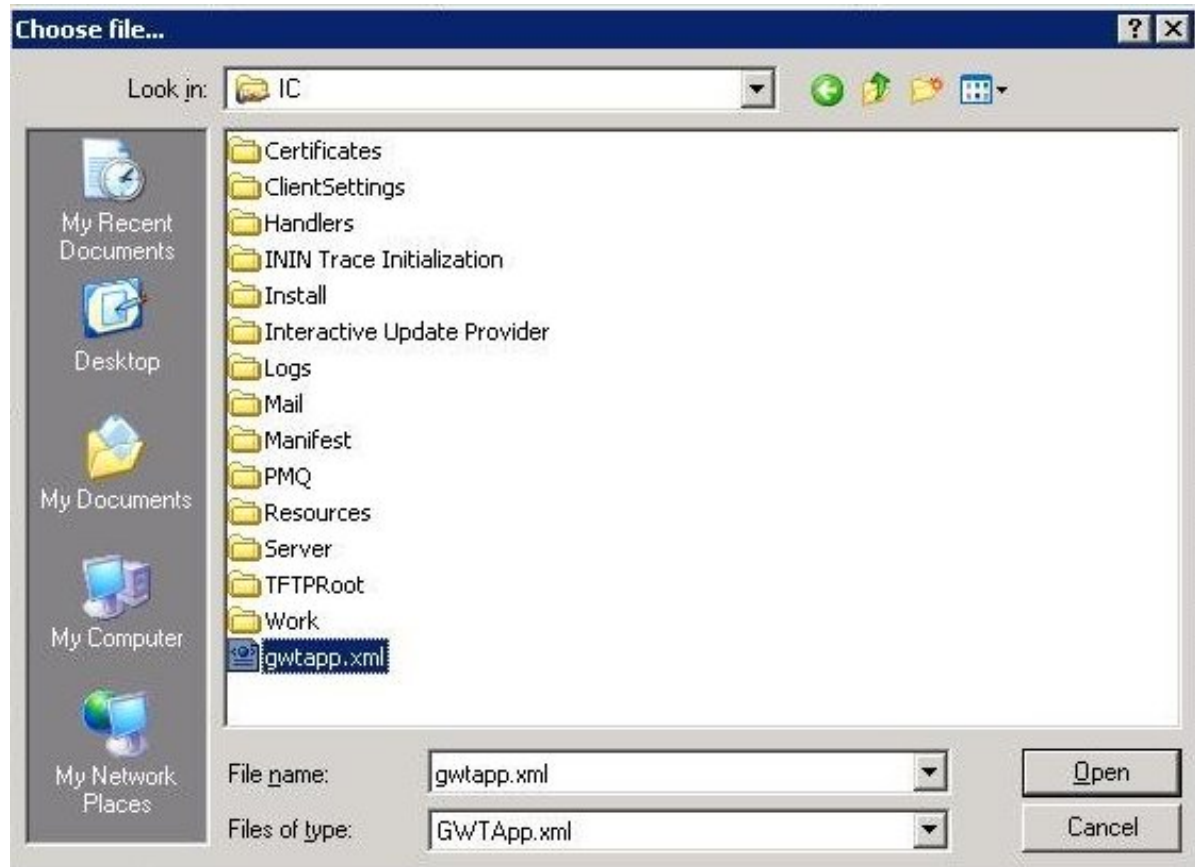 Choose file...
Look in:
IC
My Recent
Documents
Desktop
My Documents
My Computer
My Network
Places
Certificates
ClientSettings
Handlers
ININ Trace Initialization
Install
Interactive Update Provider
Logs
Mail
Manifest
PMQ
Resources
Server
TFTPRoot
Work
gwtapp.xml
File name:
gwtapp.xml
Open
Files of type:
GWTApp.xml
Cancel